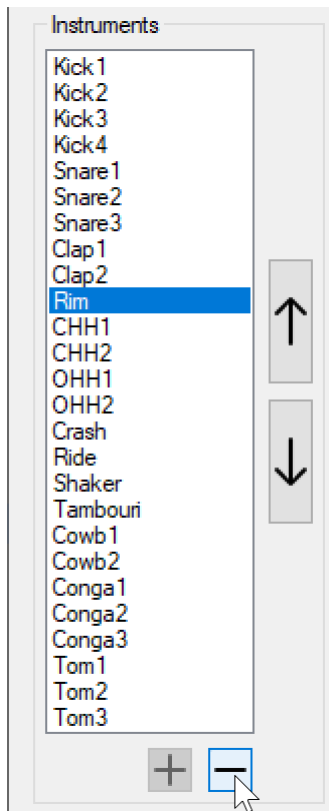 Instruments
Kick1
Kick2
Kick3
Kick4
Snare1
Snare2
Snare3
Clap1
Clap2
Rim
CHH1
CHH2
OHH1
OHH2
Crash
Ride
Shaker
Tambouri
Cowb1
Cowb2
Conga1
Conga2
Conga3
Tom1
Tom2
Tom3